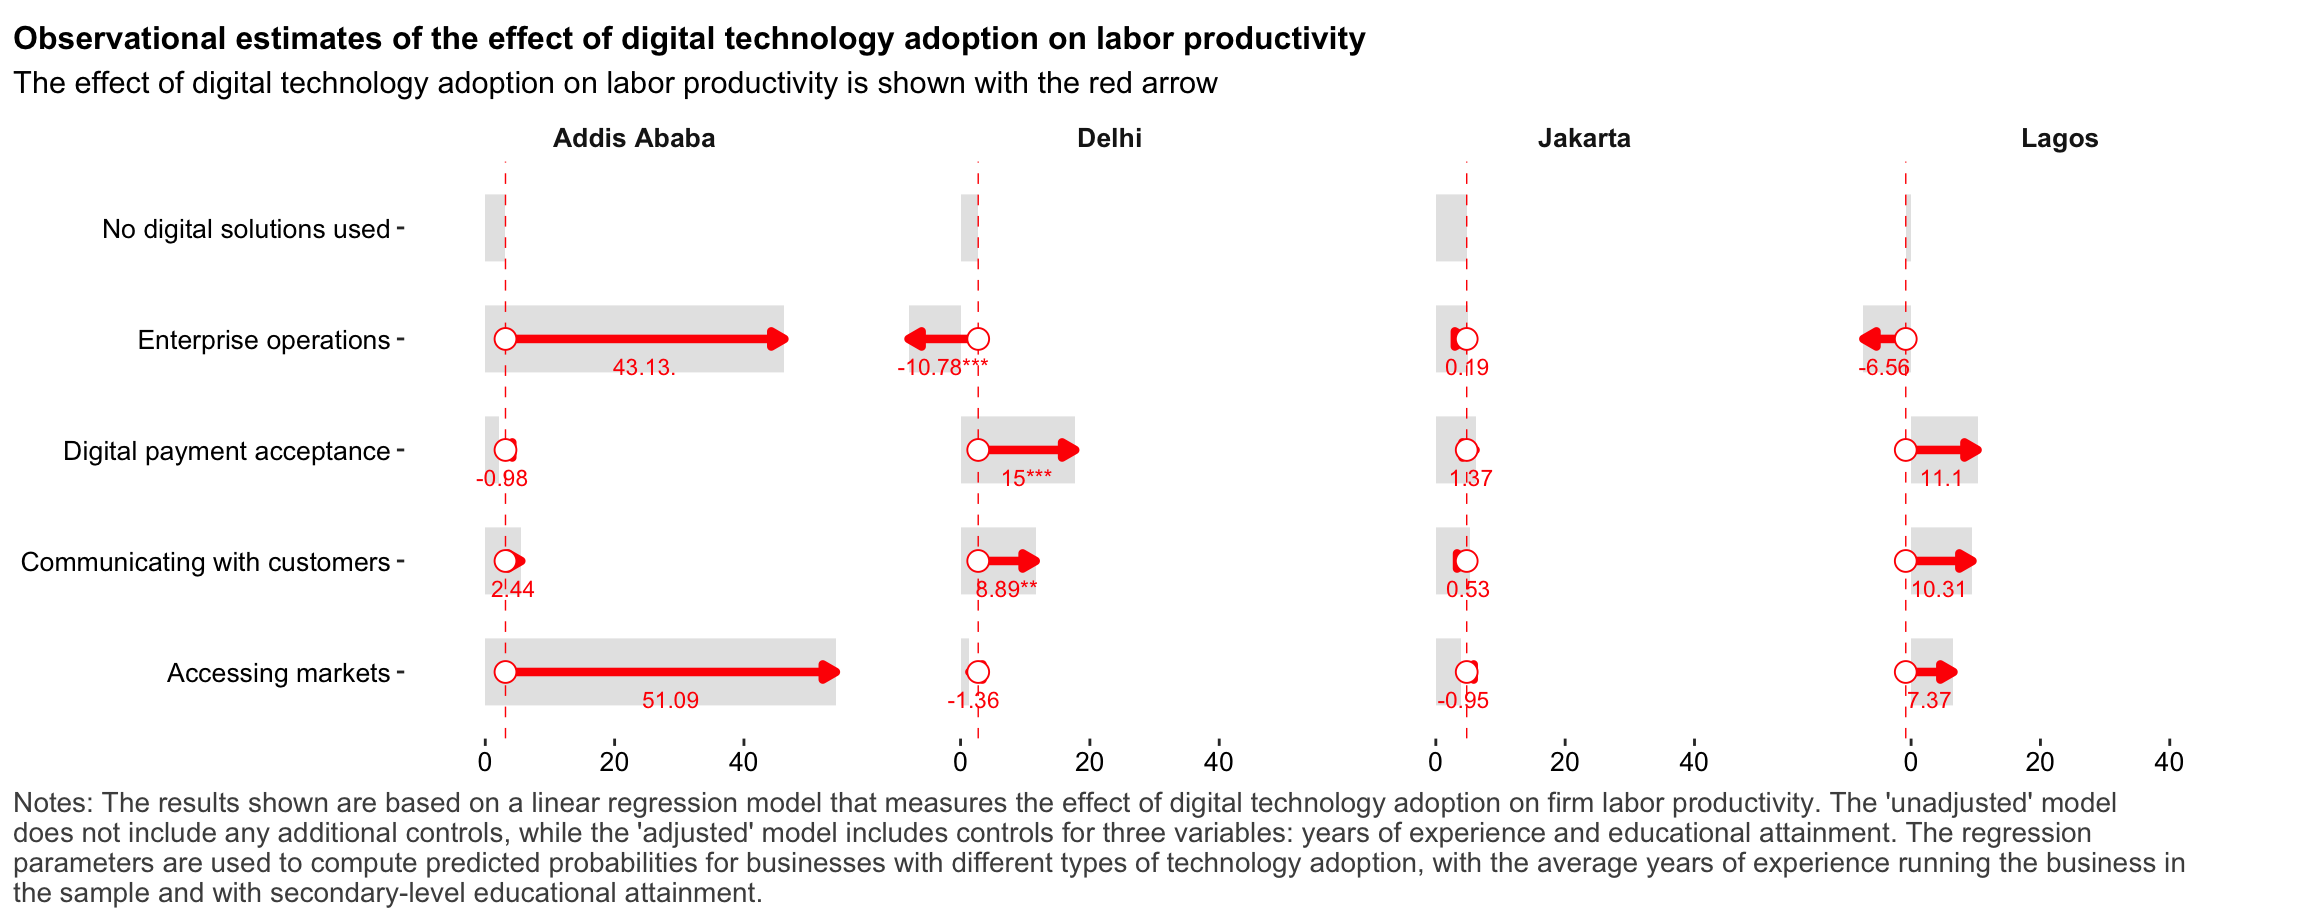 Observational estimates of the effect of digital technology adoption on labor productivity
The effect of digital technology adoption on labor productivity is shown with the red arrow
Addis Ababa Delhi Jakarta Lagos
No digital solutions used
Enterprise operations
43.13. -10.78*** 0.19 -6.56
Digital payment acceptance
-0.98 15*** 1.37 11.1
Communicating with customers
2.44 8.89** 0.53 10.31
Accessing markets
51.09 -1.36 -0.95 7.37
0 20 40 0 20 40 0 20 40 0 20 40
Notes: The results shown are based on a linear regression model that measures the effect of digital technology adoption on firm labor productivity. The 'unadjusted' model
does not include any additional controls, while the 'adjusted' model includes controls for three variables: years of experience and educational attainment. The regression
parameters are used to compute predicted probabilities for businesses with different types of technology adoption, with the average years of experience running the business in
the sample and with secondary-level educational attainment.